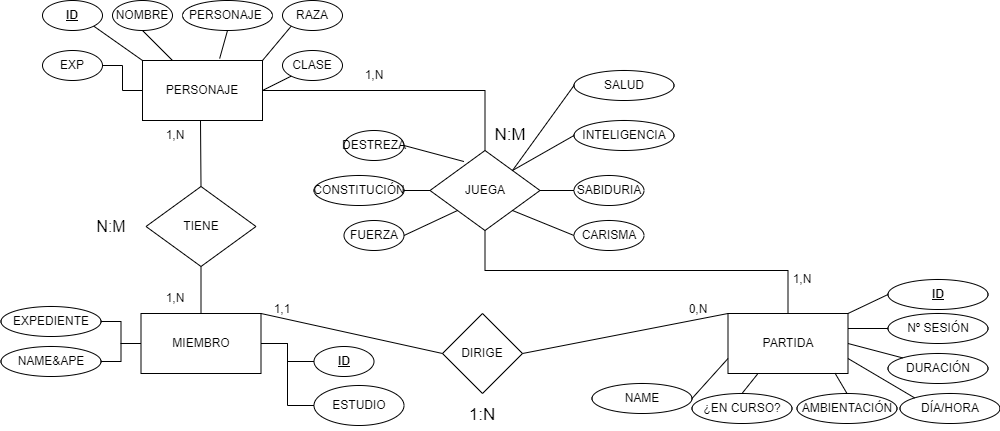 ID
NOMBRE
PERSONAJE
RAZA
EXP
CLASE
PERSONAJE
1,N
SALUD
1,N
N:M
INTELIGENCIA
DESTREZA
CONSTITUCIÓN
JUEGA
SABIDURIA
N:M
TIENE
FUERZA
CARISMA
1,N
1,N
1,1
0,N
ID
EXPEDIENTE
Nº SESIÓN
MIEMBRO
DIRIGE
PARTIDA
NAME&APE
ID
DURACIÓN
ESTUDIO
1:N
NAME
¿EN CURSO?
AMBIENTACIÓN
DÍA/HORA